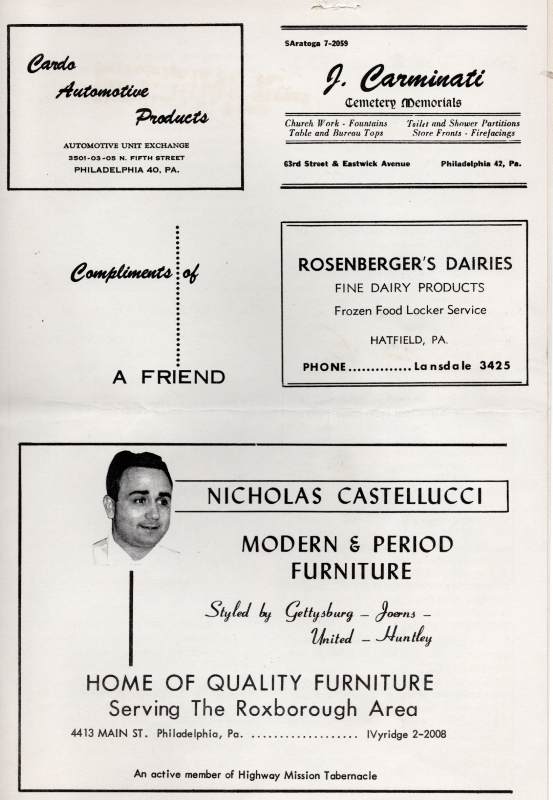 Cardo
Automotive
Products
AUTOMOTIVE UNIT EXCHANGE
3501-03-05 N. FIFTH STREET
PHILADELPHIA 40, PA.
SAratoga 7-2059
J. Carminati
Cemetery Memorials
Church Work - Fountains Toilet and Shower Partitions
Table and Bureau Tops Store Fronts - Firefacings
63rd Street & Eastwick Avenue Philadelphia 42, Pa.
Compliments of
A FRIEND
ROSENBERGER'S DAIRIES
FINE DAIRY PRODUCTS
Frozen Food Locker Service
HATFIELD, PA.
PHONE..............Lansdale 3425
NICHOLAS CASTELLUCCI
MODERN & PERIOD
FURNITURE
Styled by Gettysburg - Joerns -
United - Huntley
HOME OF QUALITY FURNITURE
Serving The Roxborough Area
4413 MAIN ST. Philadelphia, Pa. ................... IVyridge 2-2008
An active member of Highway Mission Tabernacle